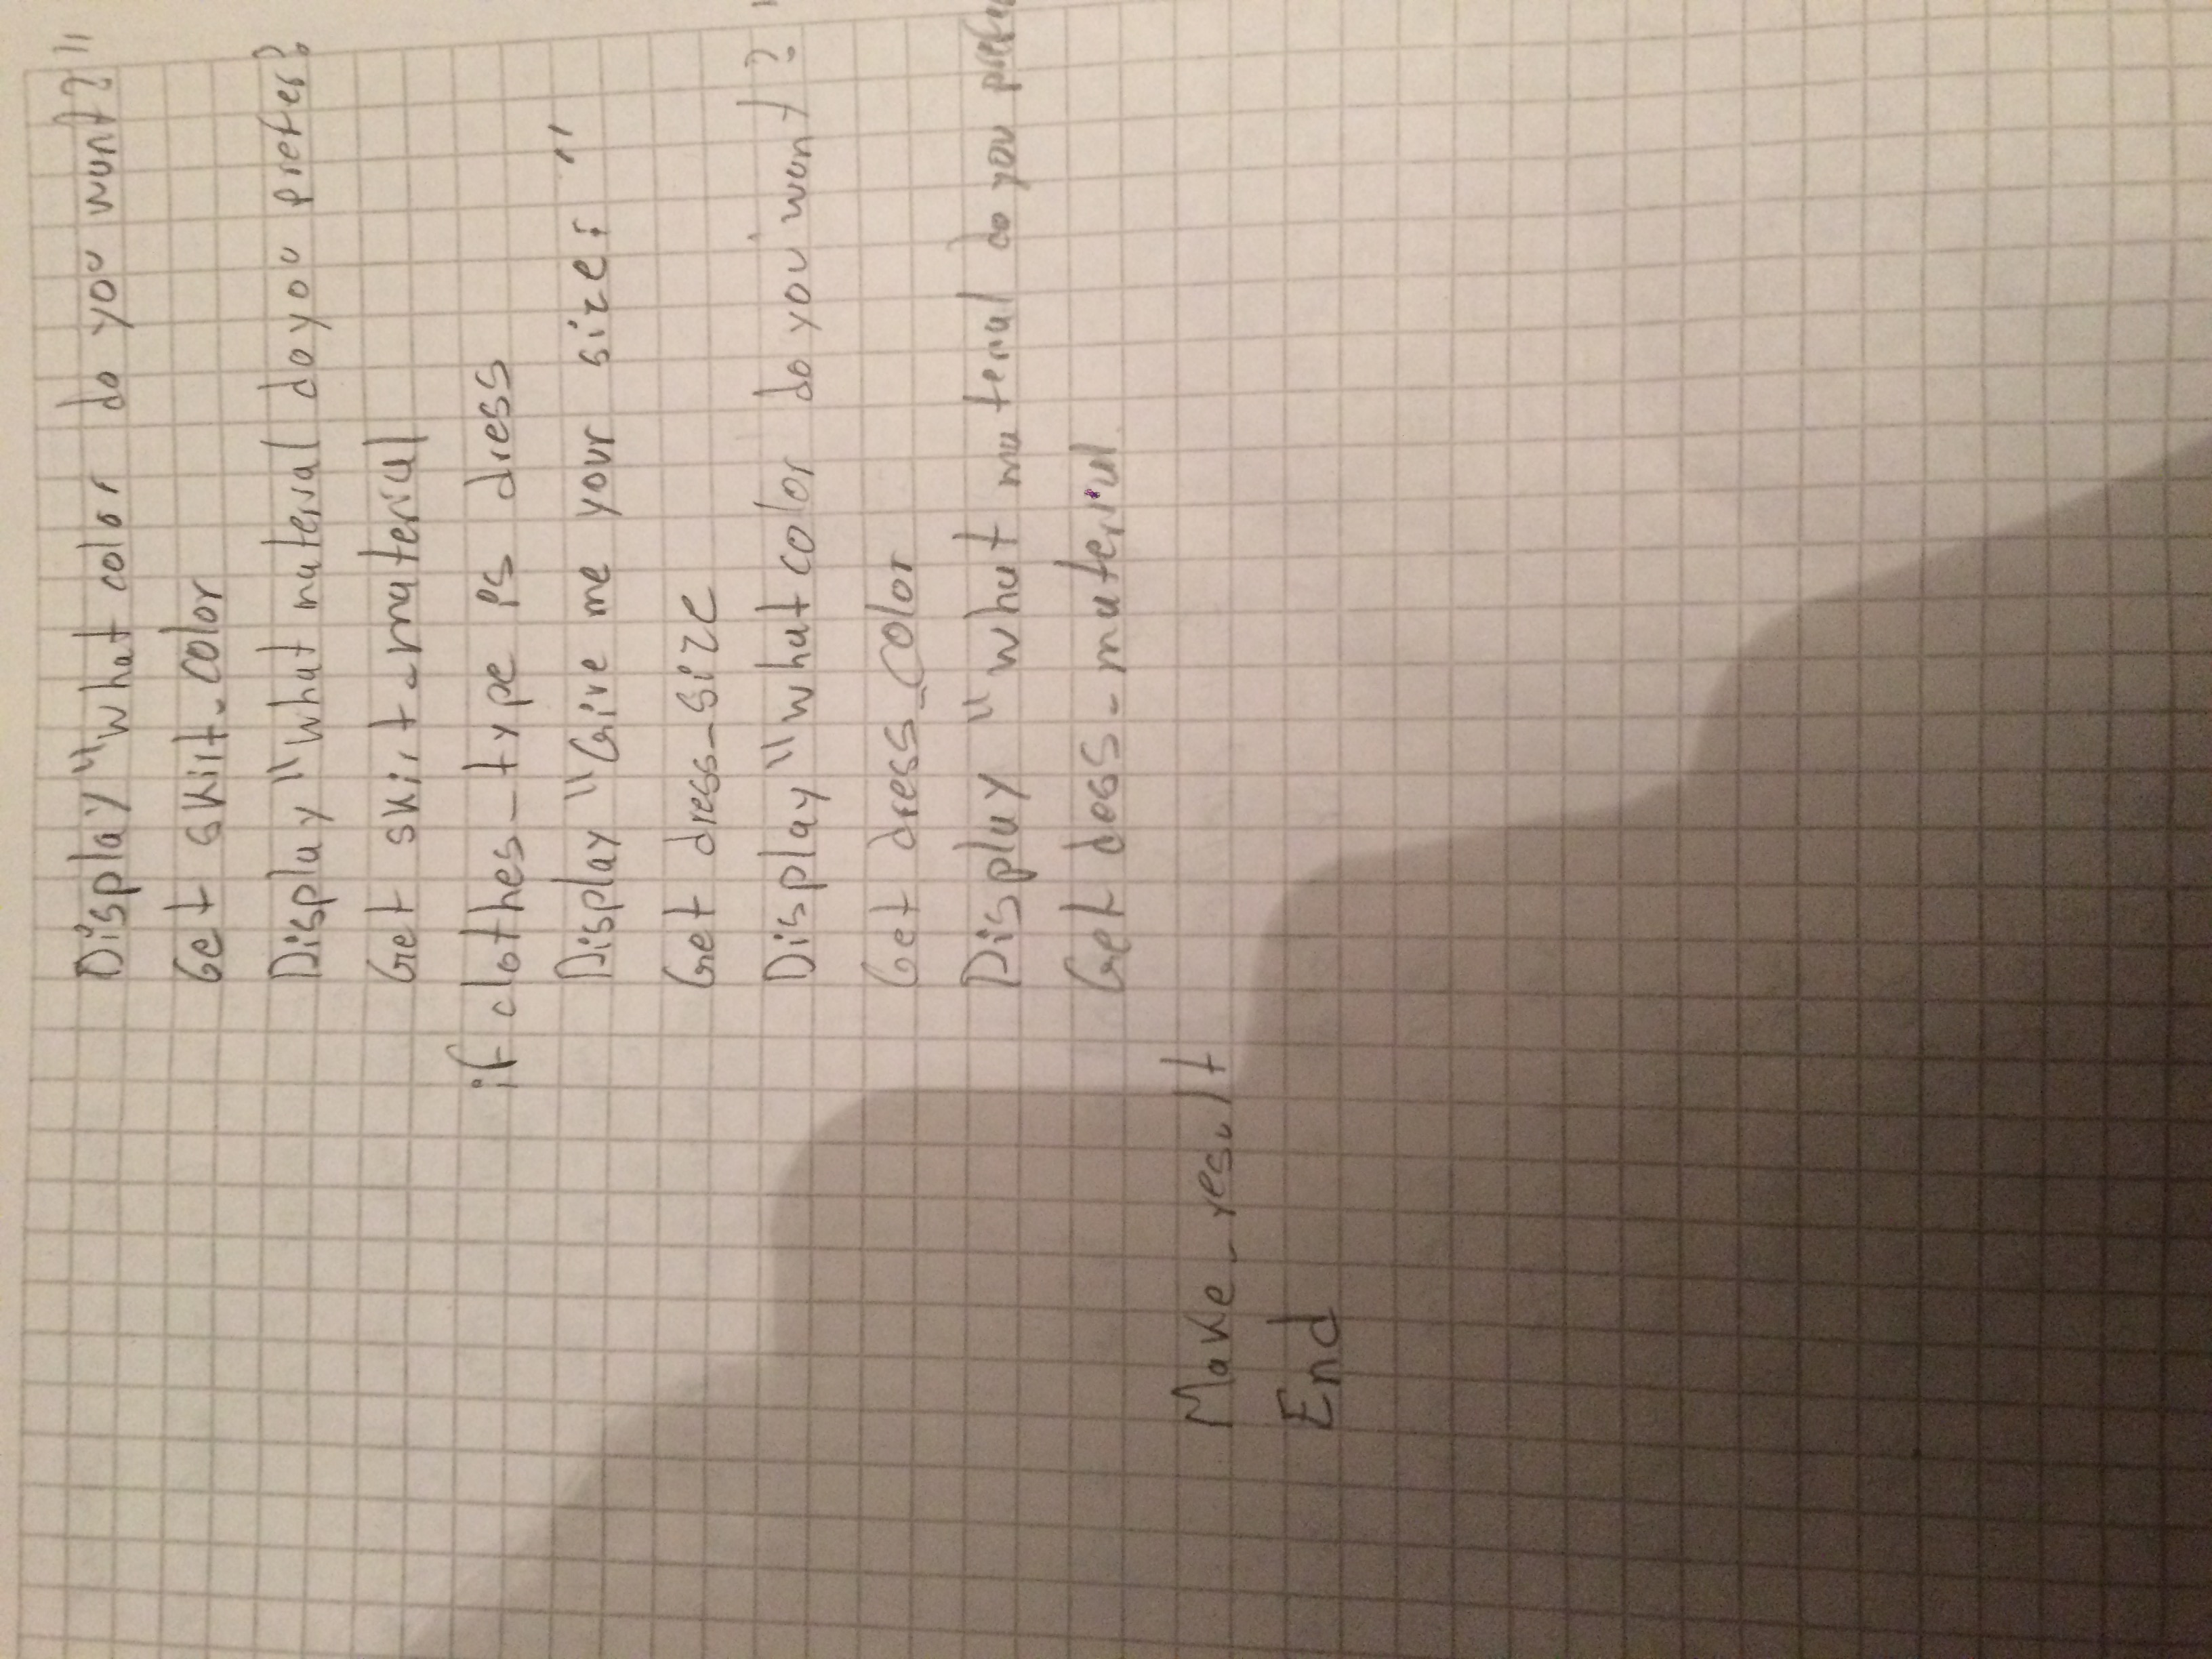 Display "what color do you want?"
Get skirt_color
Display "what material do you prefer?
Get skirt_material
if clothes_type is dress
Display "Give me your size: "
Get dress_size
Display "what color do you want?
Get dress_color
Display "what material do you prefer
Get dess_material
Make_result
End